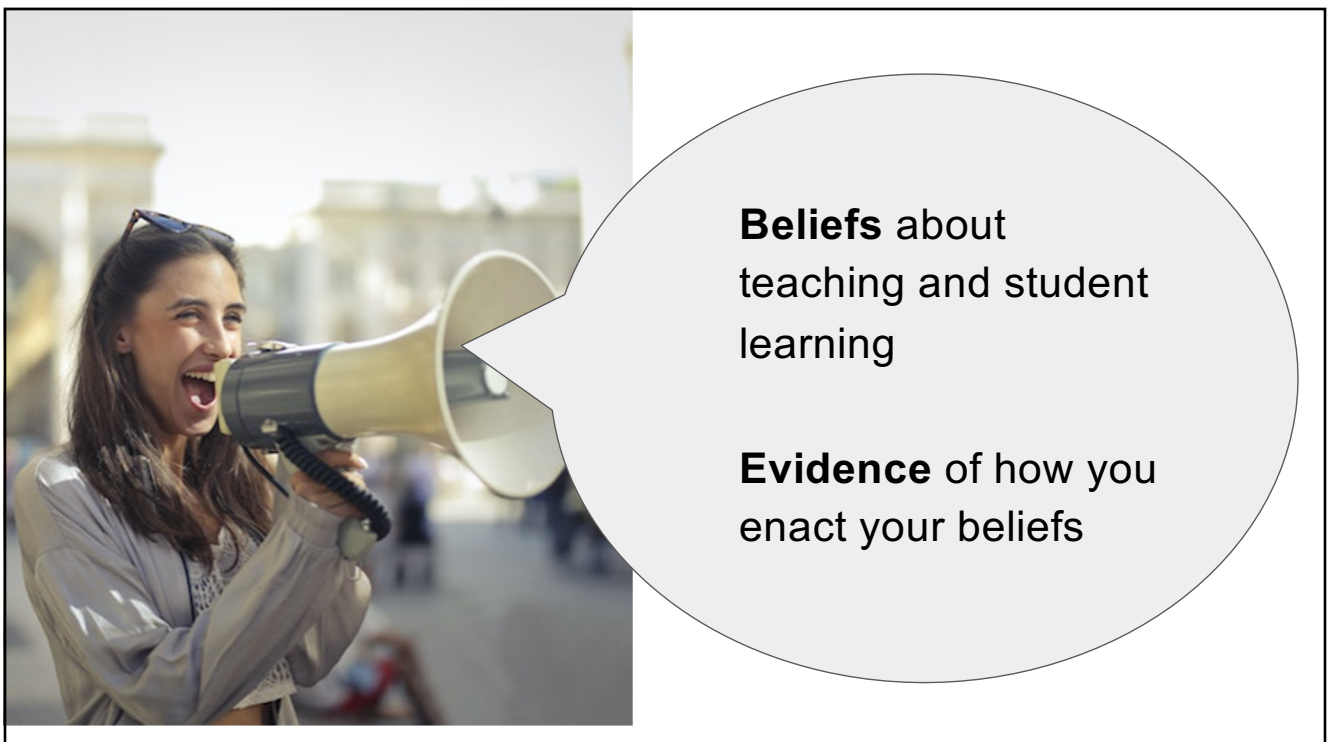 Beliefs about
teaching and student
learning
Evidence of how you
enact your beliefs